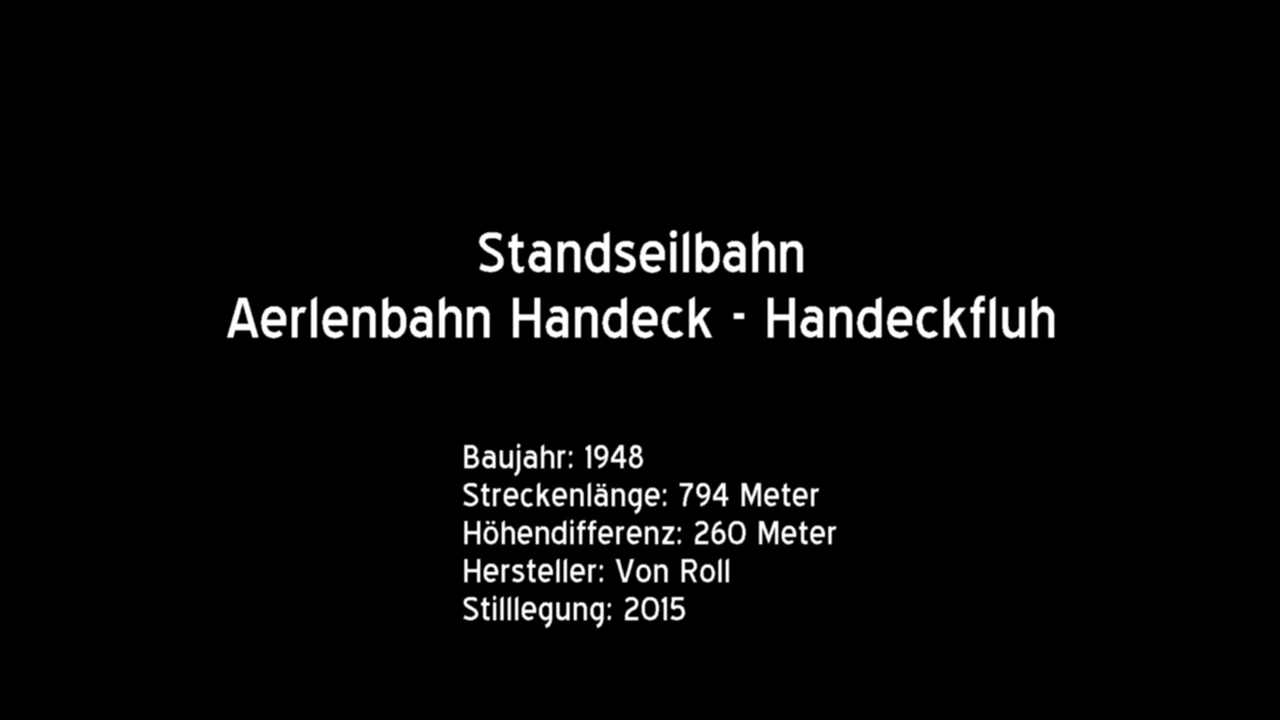 Standseilbahn
Aerlenbahn Handeck - Handeckfluh
Baujahr: 1948
Streckenlänge: 794 Meter
Höhendifferenz: 260 Meter
Hersteller: Von Roll
Stilllegung: 2015